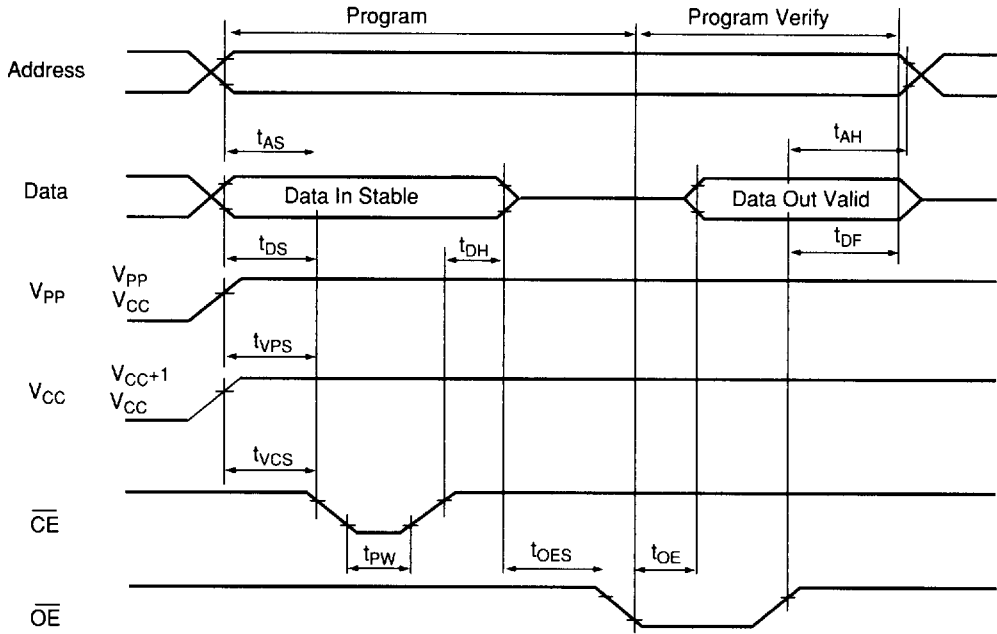 Program
Program Verify
Address
tAS
tAH
Data
Data In Stable
Data Out Valid
tDS
tDH
tDF
VPP
VPP
VCC
tVPS
VCC
VCC+1
VCC
tVCS
CE
tPW
tOES
tOE
OE